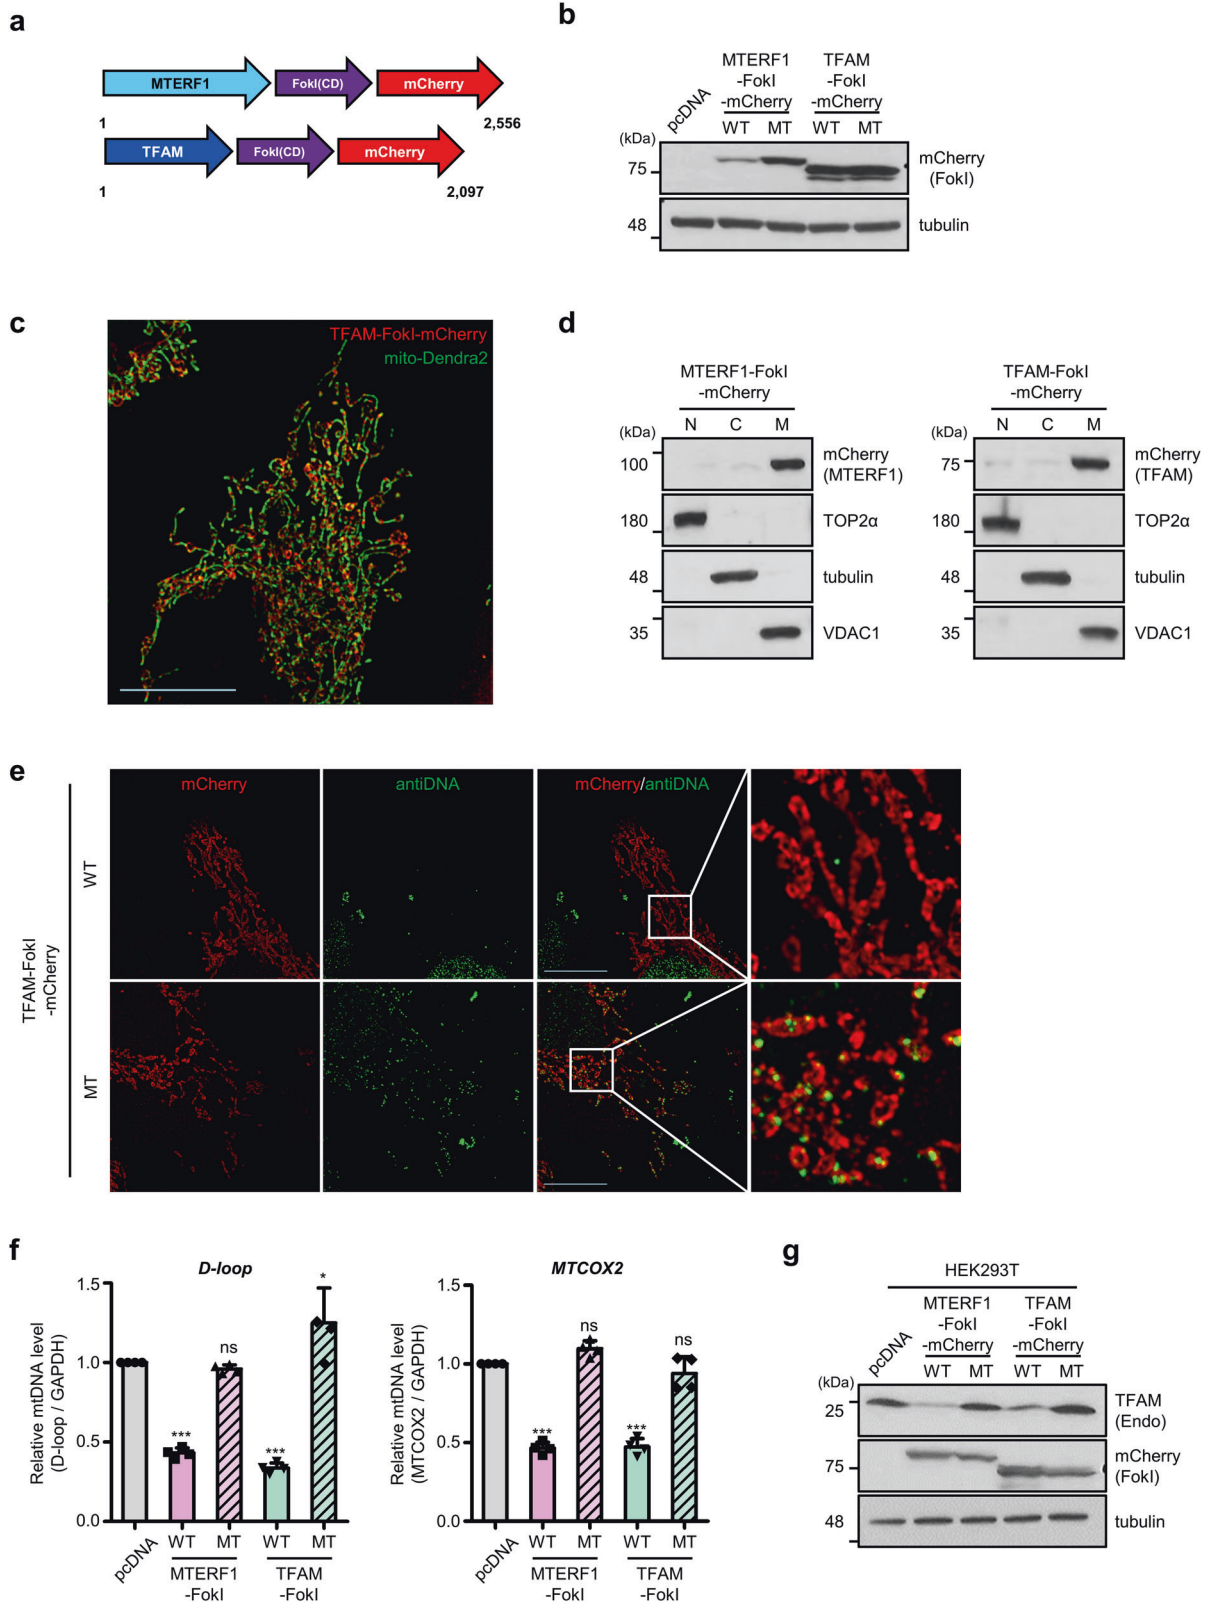 a
MTERF1
FokI(CD)
mCherry
1
2,556
TFAM
FokI(CD)
mCherry
1
2,097
b
MTERF1
-FokI
-mCherry
TFAM
-FokI
-mCherry
pcDNA
WT MT WT MT
(kDa)
75
mCherry
(FokI)
48
tubulin
c
TFAM-FokI-mCherry
mito-Dendra2
d
MTERF1-FokI
-mCherry
N C M
(kDa)
100
mCherry
(MTERF1)
180
TOP2α
48
tubulin
35
VDAC1
TFAM-FokI
-mCherry
N C M
(kDa)
75
mCherry
(TFAM)
180
TOP2α
48
tubulin
35
VDAC1
e
mCherry
antiDNA
mCherry/antiDNA
TFAM-FokI
-mCherry
WT
MT
f
D-loop
Relative mtDNA level
(D-loop / GAPDH)
1.5
1.0
0.5
0.0
***
ns
***
*
pcDNA
WT MT WT MT
MTERF1
-FokI
TFAM
-FokI
MTCOX2
Relative mtDNA level
(MTCOX2 / GAPDH)
1.5
1.0
0.5
0.0
***
ns
***
ns
pcDNA
WT MT WT MT
MTERF1
-FokI
TFAM
-FokI
g
HEK293T
MTERF1
-FokI
-mCherry
TFAM
-FokI
-mCherry
pcDNA
WT MT WT MT
(kDa)
25
TFAM
(Endo)
75
mCherry
(FokI)
48
tubulin